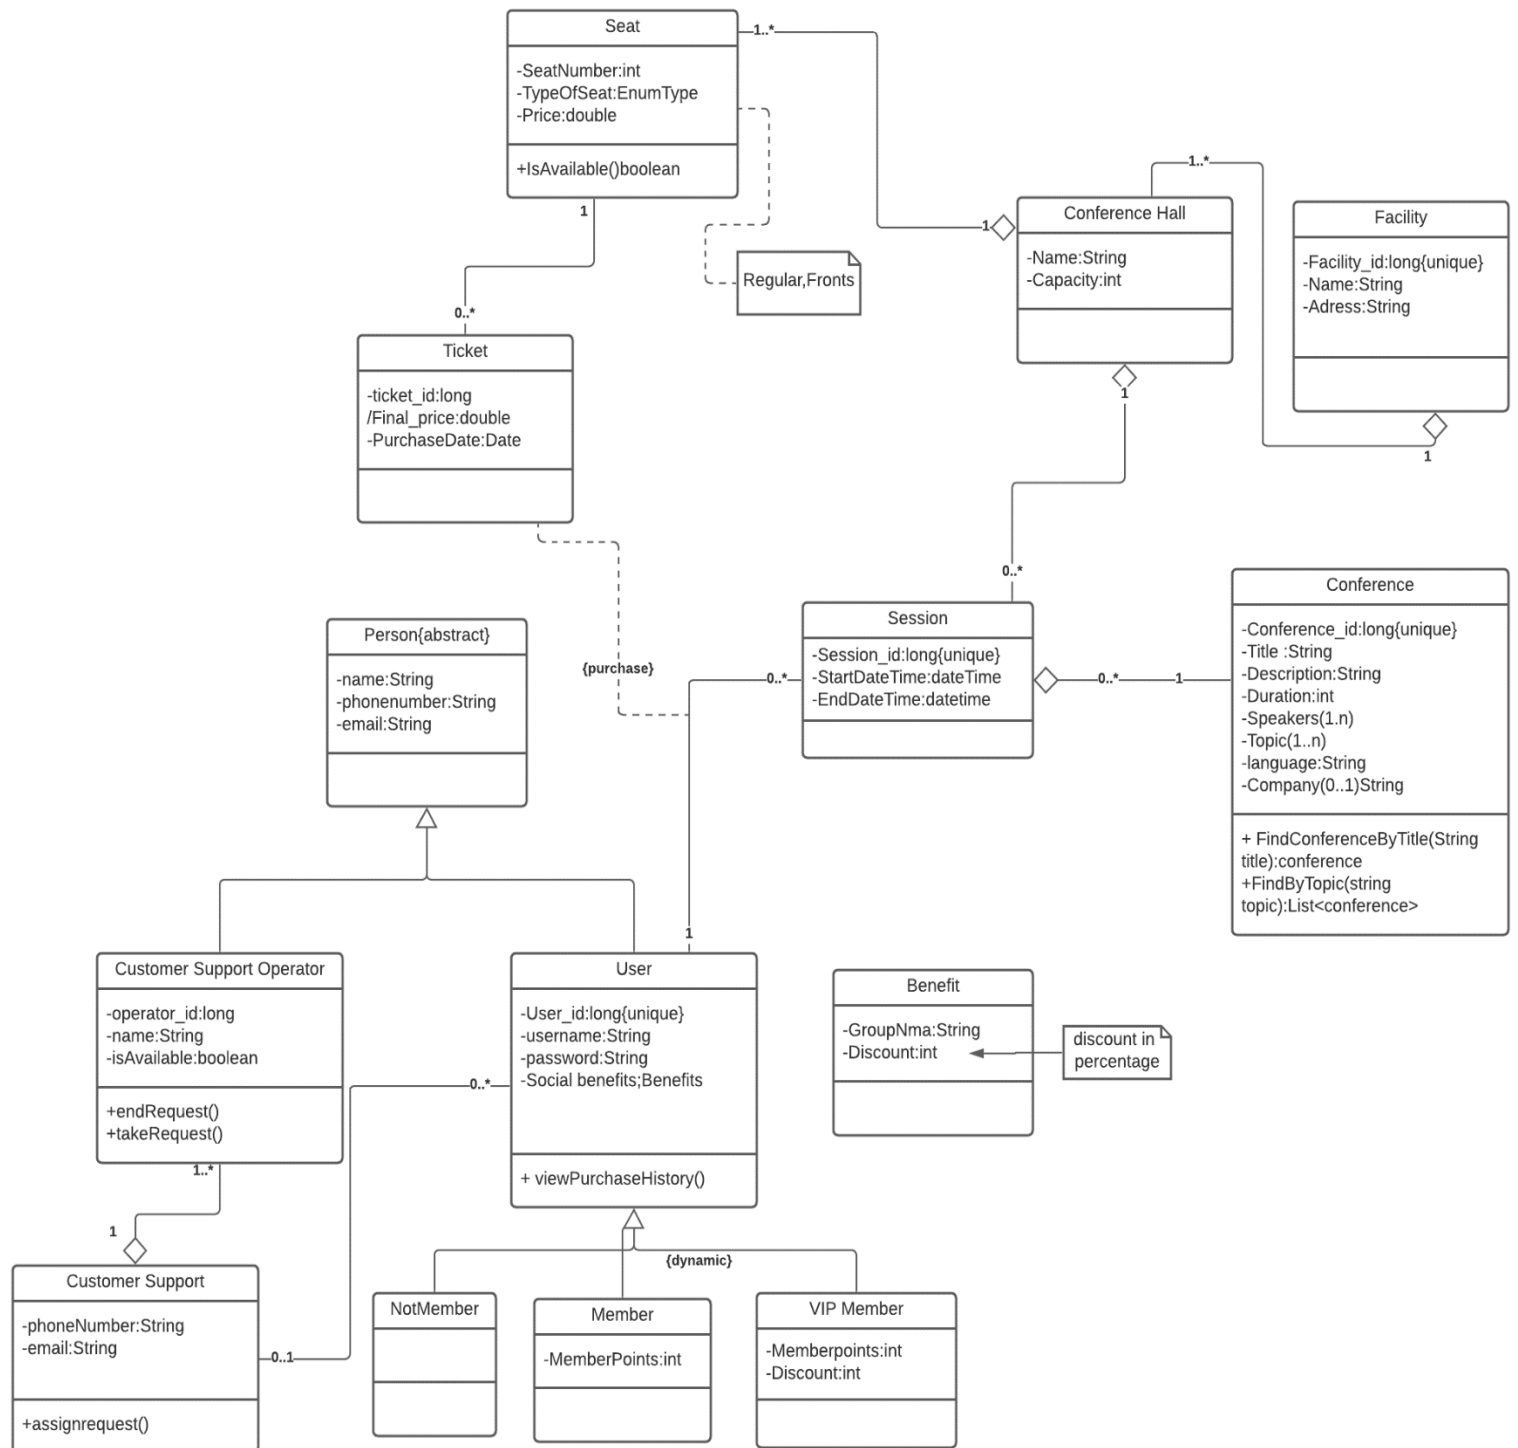 Seat
-SeatNumber:int
-TypeOfSeat:EnumType
-Price:double
+IsAvailable()boolean
1..*
1
1
0..*
Regular,Fronts
Conference Hall
-Name:String
-Capacity:int
1..*
1
Facility
-Facility_id:long{unique}
-Name:String
-Adress:String
1
0..*
Ticket
-ticket_id:long
/Final_price:double
-PurchaseDate:Date
{purchase}
Session
-Session_id:long{unique}
-StartDateTime:dateTime
-EndDateTime:datetime
0..*
1
0..*
1
Conference
-Conference_id:long{unique}
-Title :String
-Description:String
-Duration:int
-Speakers(1.n)
-Topic(1..n)
-language:String
-Company(0..1)String
+ FindConferenceByTitle(String
title):conference
+FindByTopic(string
topic):List<conference>
Person{abstract}
-name:String
-phonenumber:String
-email:String
Customer Support Operator
-operator_id:long
-name:String
-isAvailable:boolean
+endRequest()
+takeRequest()
1..*
1
User
-User_id:long{unique}
-username:String
-password:String
-Social benefits;Benefits
+ viewPurchaseHistory()
0..*
0..1
Benefit
-GroupNma:String
-Discount:int
discount in
percentage
Customer Support
-phoneNumber:String
-email:String
+assignrequest()
{dynamic}
NotMember
Member
-MemberPoints:int
VIP Member
-Memberpoints:int
-Discount:int